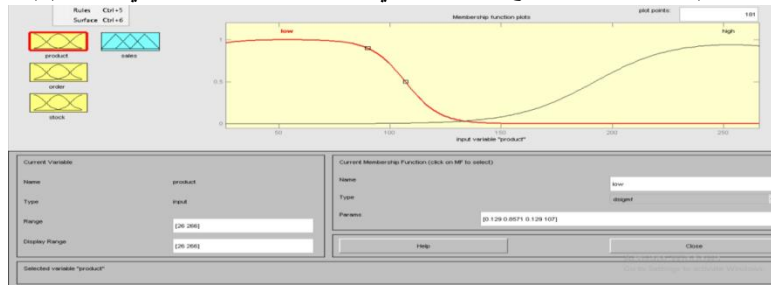 Rules Ctrl+5
Surface Ctrl+6
Membership function plots
plot points: 181
product
sales
order
stock
low
high
1
0.5
0
50
100
150
200
250
input variable "product"
Current Variable
Name product
Type input
Range [26 266]
Display Range [26 266]
Current Membership Function (click on MF to select)
Name low
Type dsigmf
Params [0.129 0.8571 0.129 107]
Help
Close
Selected variable "product"